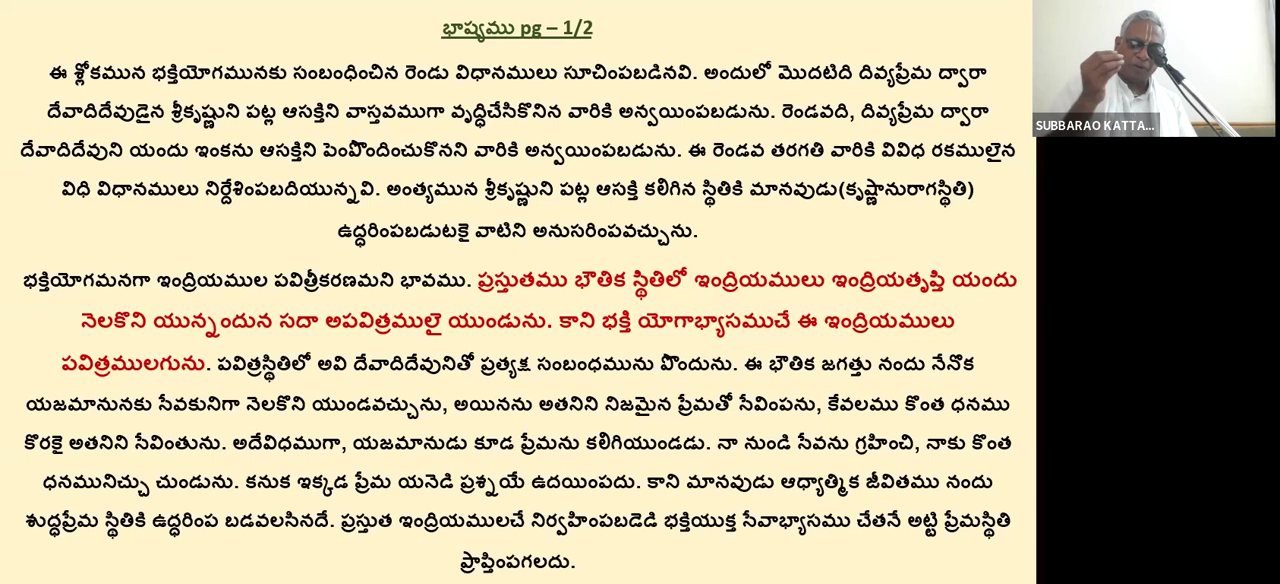 భాష్యము pg – 1/2
ఈ శ్లోకమున భక్తియోగమునకు సంబంధించిన రెండు విధానములు సూచింపబడినవి. అందులో మొదటిది దివ్యప్రేమ ద్వారా
దేవాదిదేవుడైన శ్రీకృష్ణుని పట్ల ఆసక్తిని వాస్తవముగా వృద్ధిచేసికొనిన వారికి అన్వయింపబడును. రెండవది, దివ్యప్రేమ ద్వారా
దేవాదిదేవుని యందు ఇంకను ఆసక్తిని పెంపొందించుకొనని వారికి అన్వయింపబడును. ఈ రెండవ తరగతి వారికి వివిధ రకములైన
విధి విధానములు నిర్దేశింపబదియున్నవి. అంత్యమున శ్రీకృష్ణుని పట్ల ఆసక్తి కలిగిన స్థితికి మానవుడు(కృష్ణానురాగస్థితి)
ఉద్ధరింపబడుటకై వాటిని అనుసరింపవచ్చును.
భక్తియోగమనగా ఇంద్రియముల పవిత్రీకరణమని భావము. ప్రస్తుతము భౌతిక స్థితిలో ఇంద్రియములు ఇంద్రియతృప్తి యందు
నెలకొని యున్నందున సదా అపవిత్రములై యుండును. కాని భక్తి యోగాభ్యాసముచే ఈ ఇంద్రియములు
పవిత్రములగును. పవిత్రస్థితిలో అవి దేవాదిదేవునితో ప్రత్యక్ష సంబంధమును పొందును. ఈ భౌతిక జగత్తు నందు నేనొక
యజమానునకు సేవకునిగా నెలకొని యుండవచ్చును, అయినను అతనిని నిజమైన ప్రేమతో సేవింపను, కేవలము కొంత ధనము
కొరకై అతనిని సేవింతును. అదేవిధముగా, యజమానుడు కూడ ప్రేమను కలిగియుండడు. నా నుండి సేవను గ్రహించి, నాకు కొంత
ధనమునిచ్చు చుండును. కనుక ఇక్కడ ప్రేమ యనెడి ప్రశ్నయే ఉదయింపదు. కాని మానవుడు ఆధ్యాత్మిక జీవితము నందు
శుద్ధప్రేమ స్థితికి ఉద్ధరింప బడవలసినదే. ప్రస్తుత ఇంద్రియములచే నిర్వహింపబడెడి భక్తియుక్త సేవాభ్యాసము చేతనే అట్టి ప్రేమస్థితి
ప్రాప్తింపగలదు.
SUBBARAO KATTA...